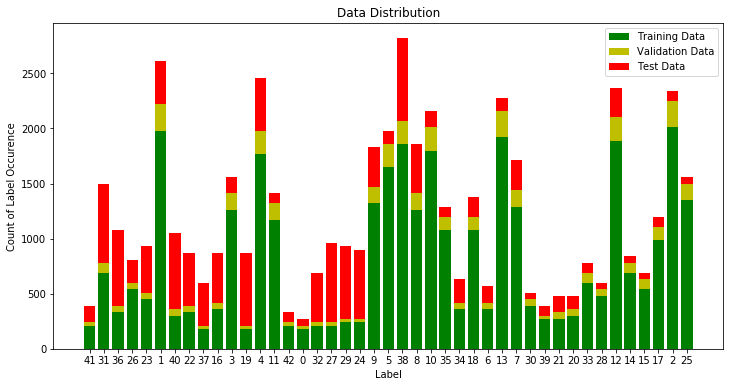 Data Distribution
Training Data
Validation Data
Test Data
Count of Label Occurence
2500
2000
1500
1000
500
0
41 31 36 26 23 1 40 22 37 16 3 19 4 11 42 0 32 27 29 24 9 5 38 8 10 35 34 18 6 13 7 30 39 21 20 33 28 12 14 15 17 2 25
Label